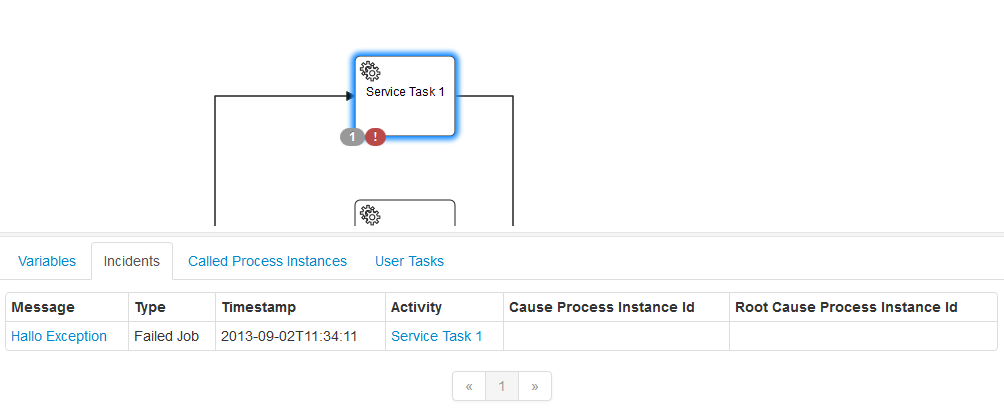 Service Task 1
1 !
Variables Incidents Called Process Instances User Tasks
Message Type Timestamp Activity Cause Process Instance Id Root Cause Process Instance Id
Hallo Exception Failed Job 2013-09-02T11:34:11 Service Task 1
« 1 »